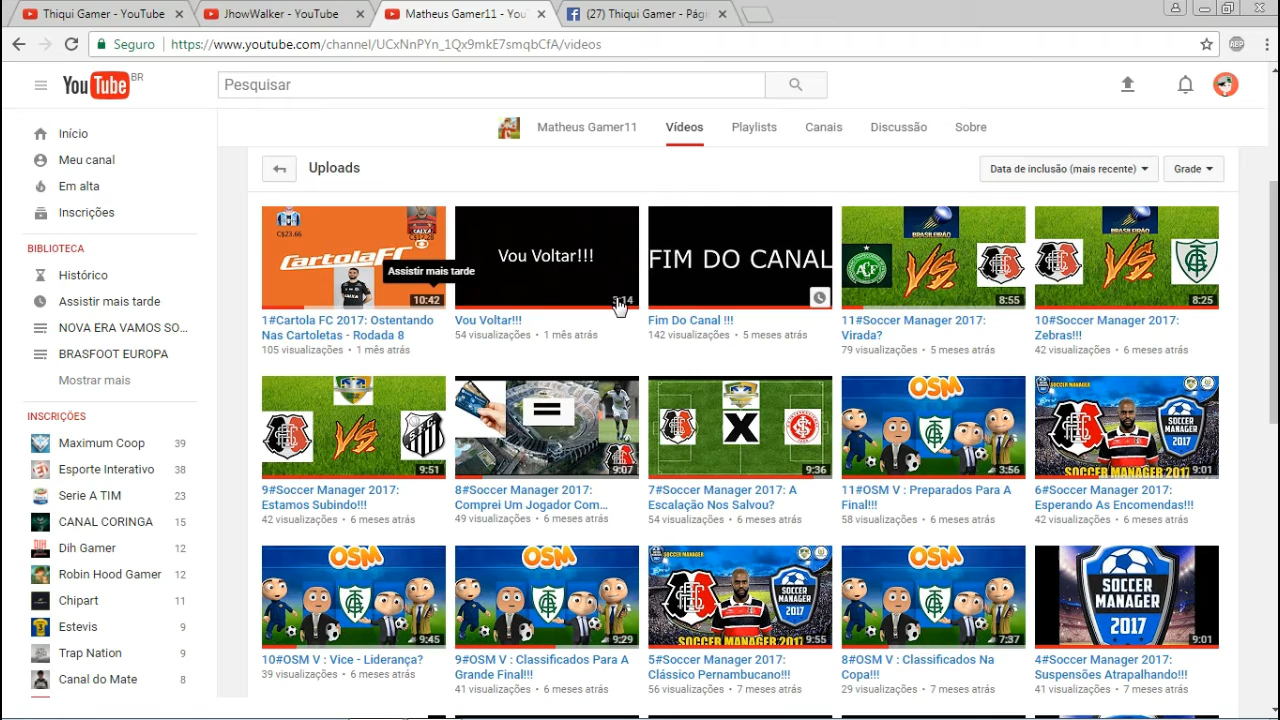 Thiqui Gamer - YouTube
JhowWalker - YouTube
Matheus Gamer11 - You
(27) Thiqui Gamer - Pág
Seguro
https://www.youtube.com/channel/UCxNnPYn_1Qx9mkE7smqbCfA/videos
ABP
YouTube BR
Pesquisar
Início
Meu canal
Em alta
Inscrições
BIBLIOTECA
Histórico
Assistir mais tarde
NOVA ERA VAMOS SO...
BRASFOOT EUROPA
Mostrar mais
INSCRIÇÕES
Maximum Coop 39
Esporte Interativo 38
Serie A TIM 23
CANAL CORINGA 15
Dih Gamer 12
Robin Hood Gamer 12
Chipart 11
Estevis 9
Trap Nation 9
Canal do Mate 8
Matheus Gamer11
Vídeos
Playlists
Canais
Discussão
Sobre
Uploads
Data de inclusão (mais recente)
Grade
C$23.66
CAIXA
CARTOLA FC
Assistir mais tarde
10:42
1#Cartola FC 2017: Ostentando
Nas Cartoletas - Rodada 8
105 visualizações • 1 mês atrás
Vou Voltar!!!
3:14
Vou Voltar!!!
54 visualizações • 1 mês atrás
FIM DO CANAL
Fim Do Canal !!!
142 visualizações • 5 meses atrás
BRASILEIRÃO
VS.
8:55
11#Soccer Manager 2017:
Virada?
79 visualizações • 5 meses atrás
BRASILEIRÃO
VS.
8:25
10#Soccer Manager 2017:
Zebras!!!
42 visualizações • 6 meses atrás
VS.
9:51
9#Soccer Manager 2017:
Estamos Subindo!!!
42 visualizações • 6 meses atrás
=
9:07
8#Soccer Manager 2017:
Comprei Um Jogador Com...
49 visualizações • 6 meses atrás
X
9:36
7#Soccer Manager 2017: A
Escalação Nos Salvou?
54 visualizações • 6 meses atrás
OSM
3:56
11#OSM V : Preparados Para A
Final!!!
58 visualizações • 6 meses atrás
SOCCER MANAGER
SOCCER MANAGER 2017
SOCCER MANAGER 2017
9:01
6#Soccer Manager 2017:
Esperando As Encomendas!!!
42 visualizações • 6 meses atrás
OSM
9:45
10#OSM V : Vice - Liderança?
39 visualizações • 6 meses atrás
OSM
9:29
9#OSM V : Classificados Para A
Grande Final!!!
41 visualizações • 6 meses atrás
SOCCER MANAGER
SOCCER MANAGER 2017
SOCCER MANAGER 2017
9:55
5#Soccer Manager 2017:
Clássico Pernambucano!!!
56 visualizações • 7 meses atrás
OSM
7:37
8#OSM V : Classificados Na
Copa!!!
29 visualizações • 7 meses atrás
SOCCER
MANAGER
2017
9:01
4#Soccer Manager 2017:
Suspensões Atrapalhando!!!
41 visualizações • 7 meses atrás